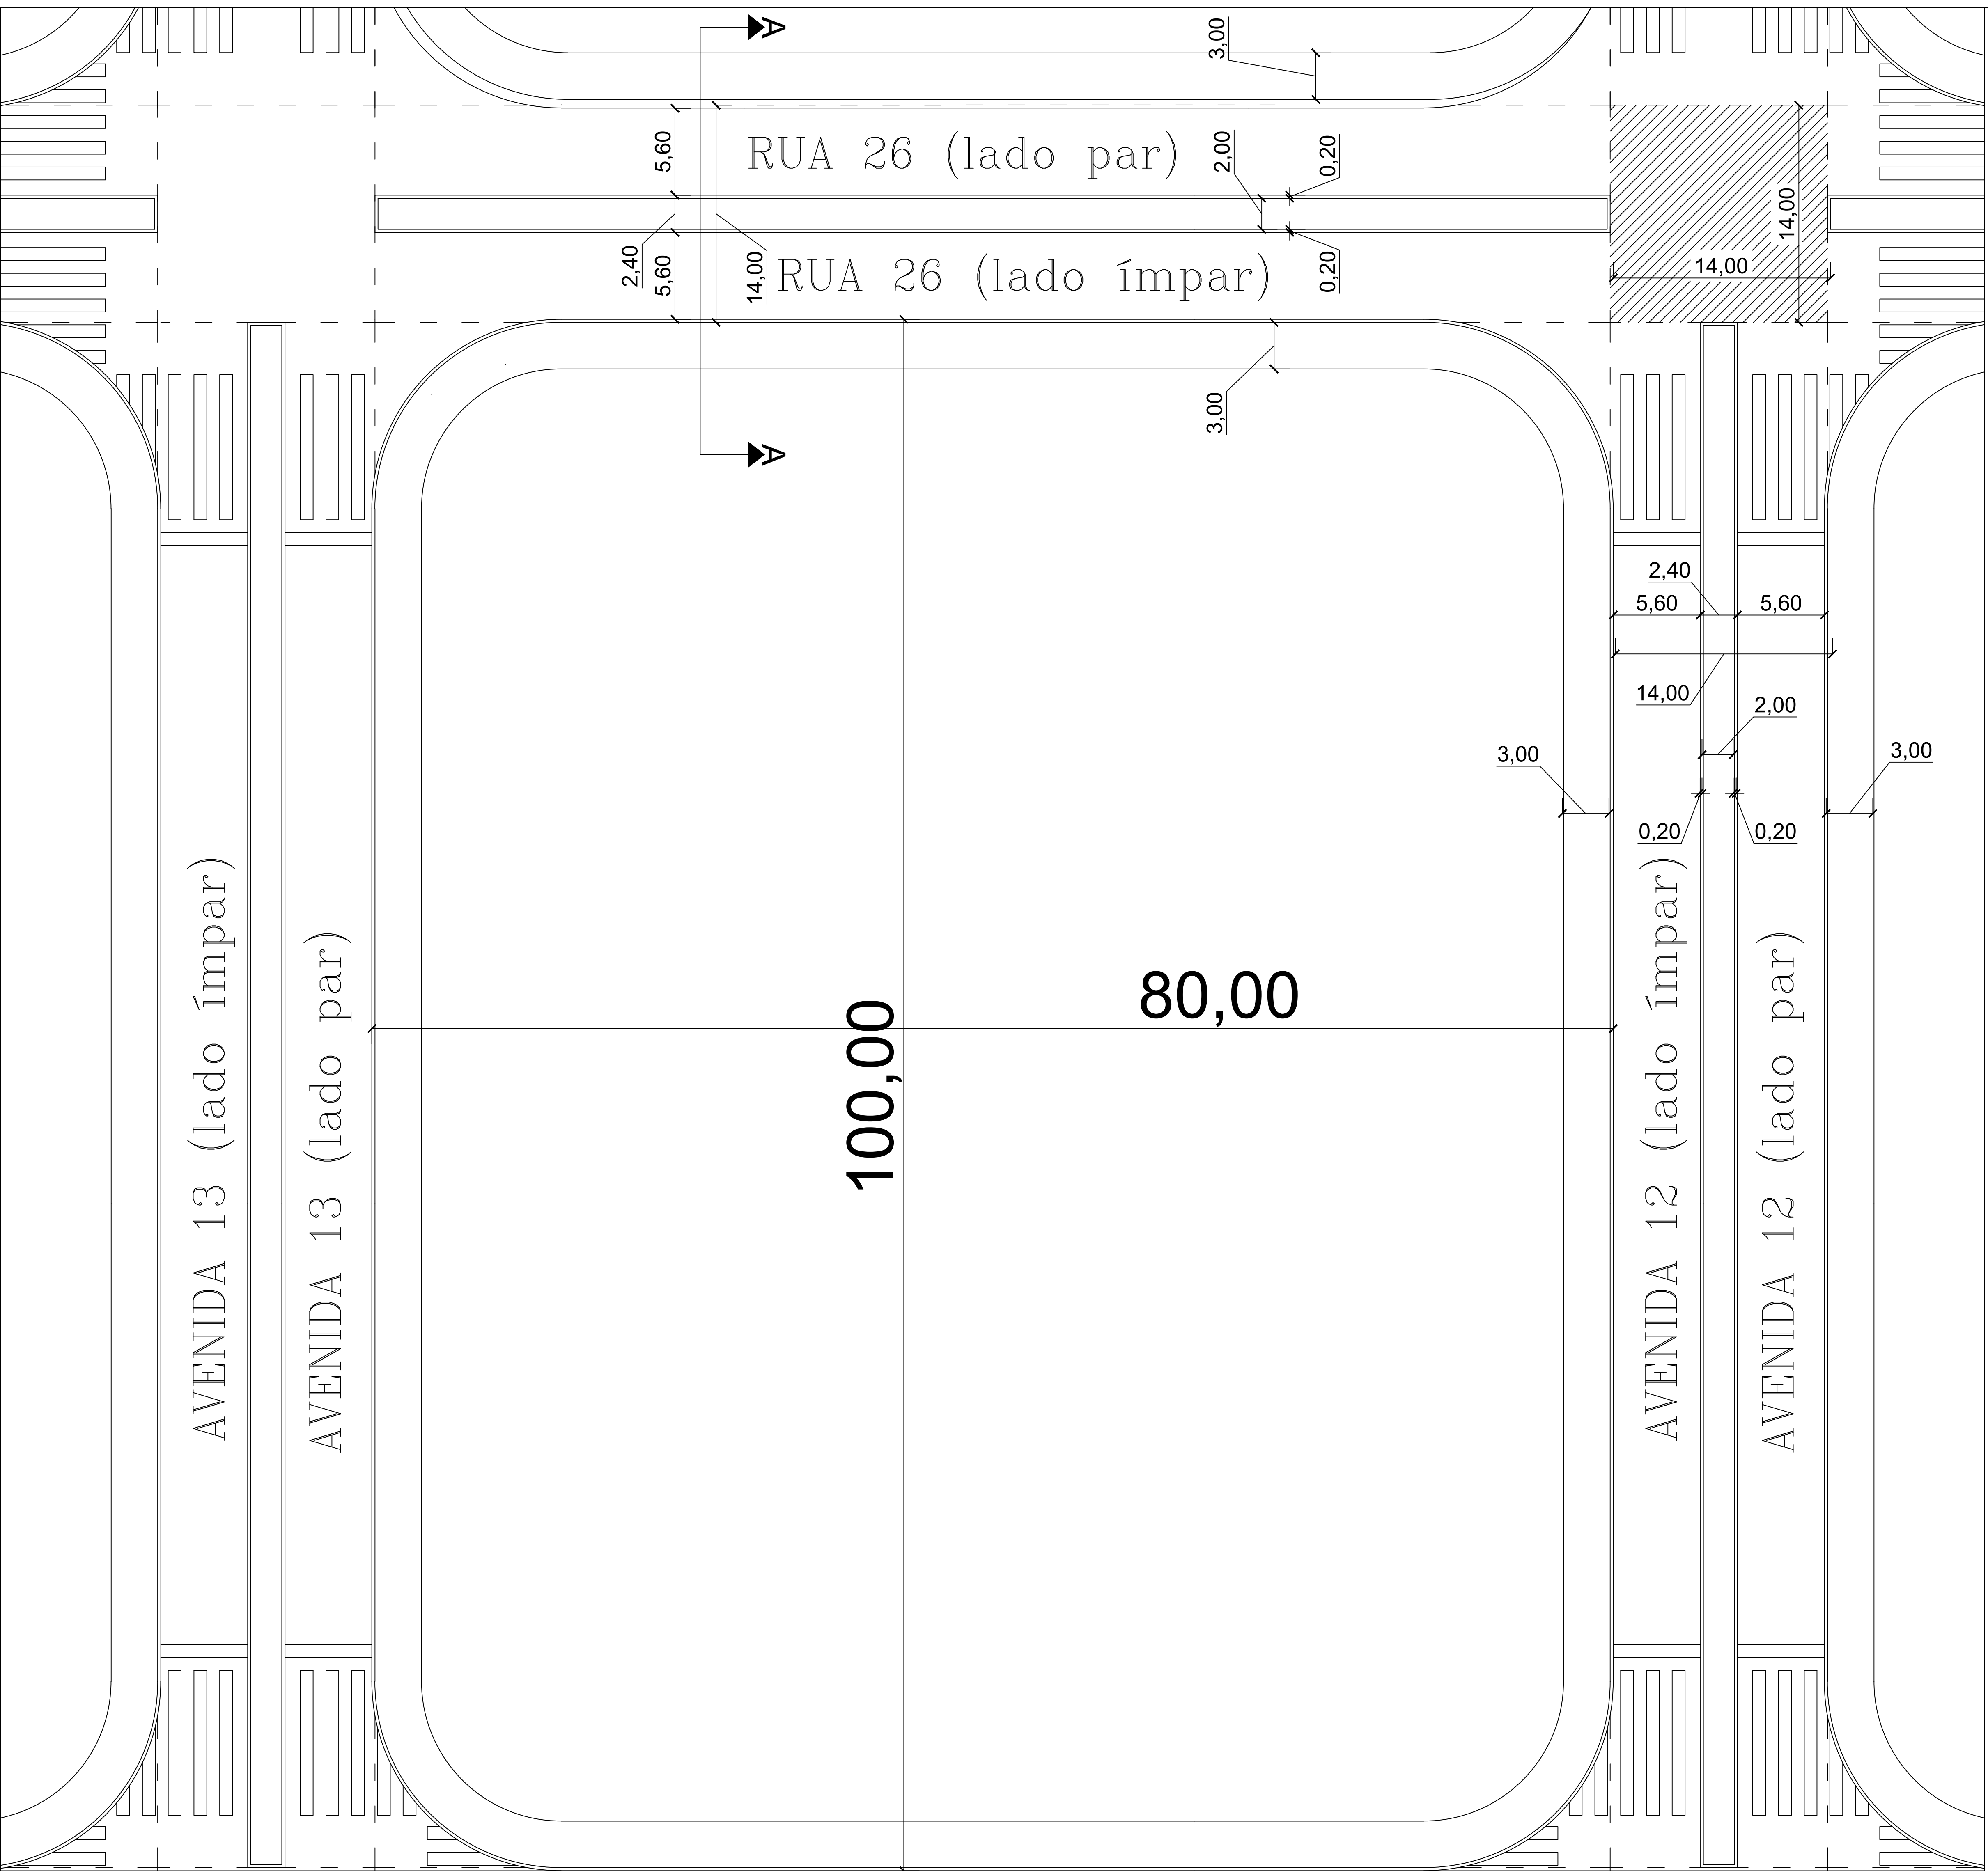 A
3,00
5,60
RUA 26 (lado par)
2,00
0,20
14,00
2,40
5,60
14,00
RUA 26 (lado ímpar)
0,20
14,00
3,00
A
2,40
5,60
5,60
14,00
2,00
3,00
3,00
0,20
0,20
80,00
100,00
AVENIDA 13 (lado ímpar)
AVENIDA 13 (lado par)
AVENIDA 12 (lado ímpar)
AVENIDA 12 (lado par)